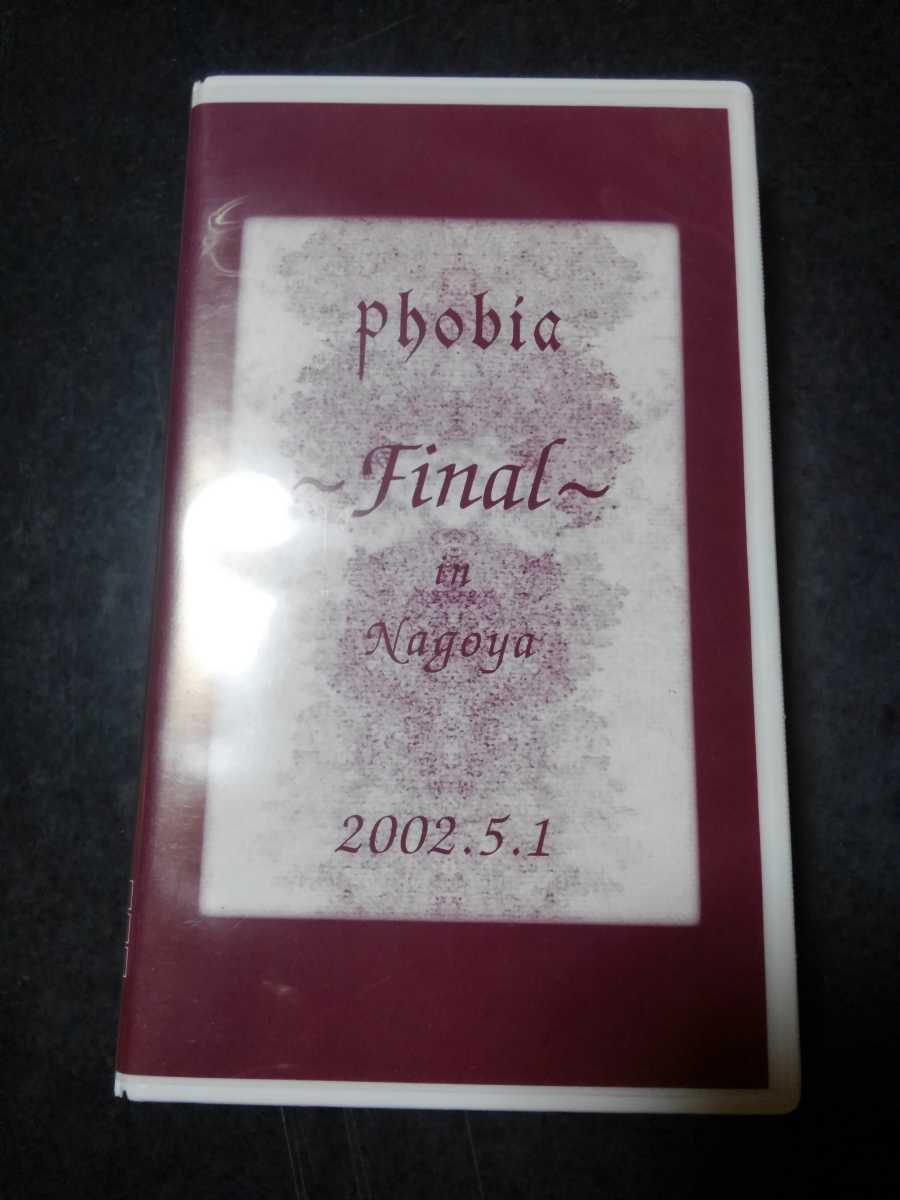 phobia
~Final~
in
Nagoya
2002.5.1